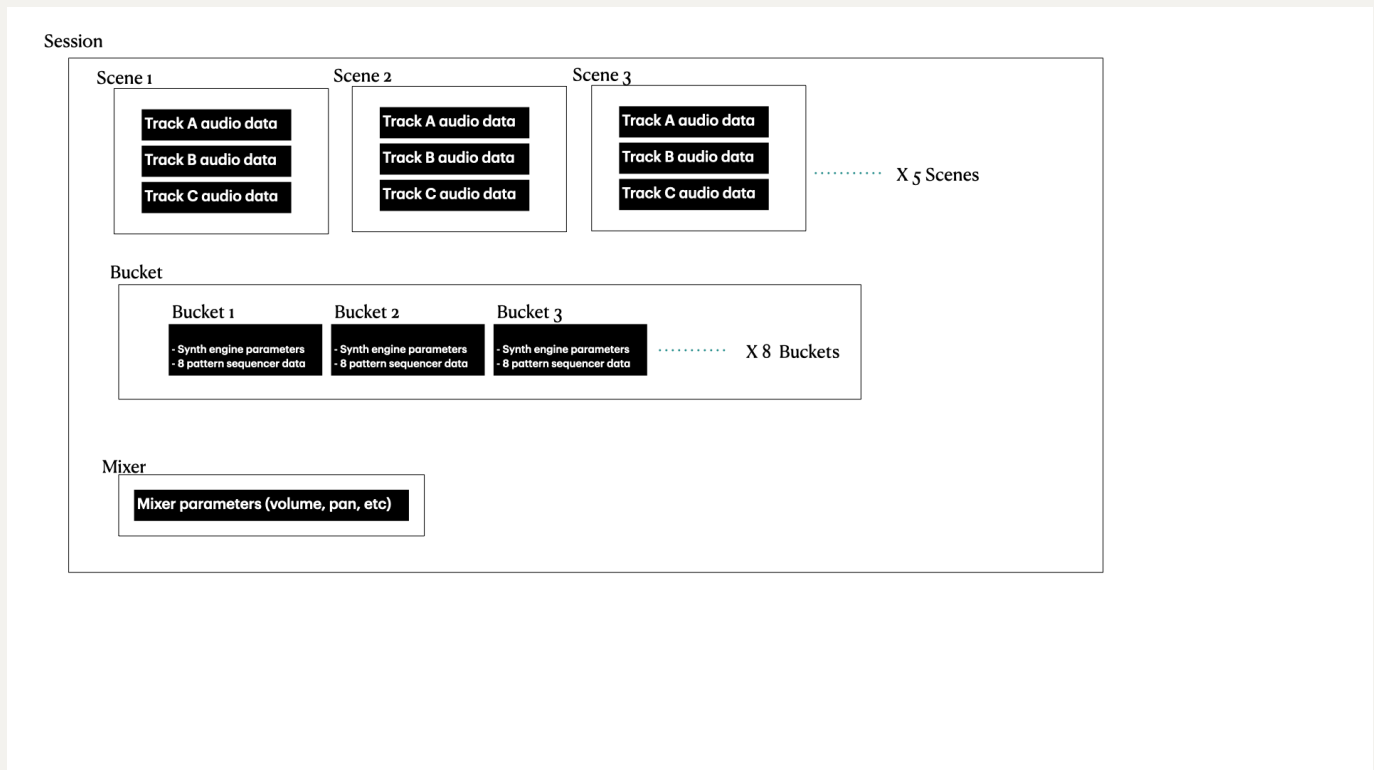 Session
Scene 1
Scene 2
Scene 3
Track A audio data
Track B audio data
Track C audio data
Track A audio data
Track B audio data
Track C audio data
Track A audio data
Track B audio data
Track C audio data
X 5 Scenes
Bucket
Bucket 1
- Synth engine parameters
- 8 pattern sequencer data
Bucket 2
- Synth engine parameters
- 8 pattern sequencer data
Bucket 3
- Synth engine parameters
- 8 pattern sequencer data
X 8 Buckets
Mixer
Mixer parameters (volume, pan, etc)